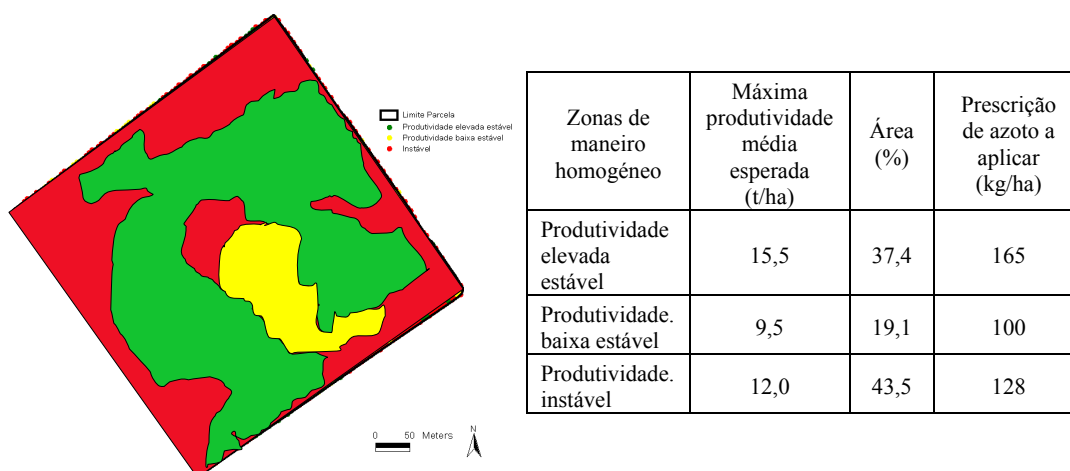 Limite Parcela
Produtividade elevada estável
Produtividade baixa estável
Instável
0 50 Meters
N
Zonas de
maneiro
homogéneo
Máxima
produtividade
média
esperada
(t/ha)
Área
(%)
Prescrição
de azoto a
aplicar
(kg/ha)
Produtividade
elevada
estável
15,5
37,4
165
Produtividade.
baixa estável
9,5
19,1
100
Produtividade.
instável
12,0
43,5
128